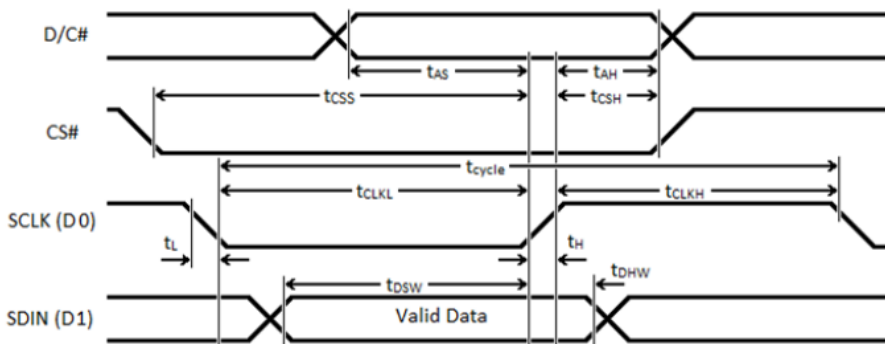 D/C#
tAS
tAH
tCSS
tCSH
CS#
tcycle
tCLKL
tCLKH
SCLK (D0)
tL
tH
tDHW
tDSW
SDIN (D1)
Valid Data